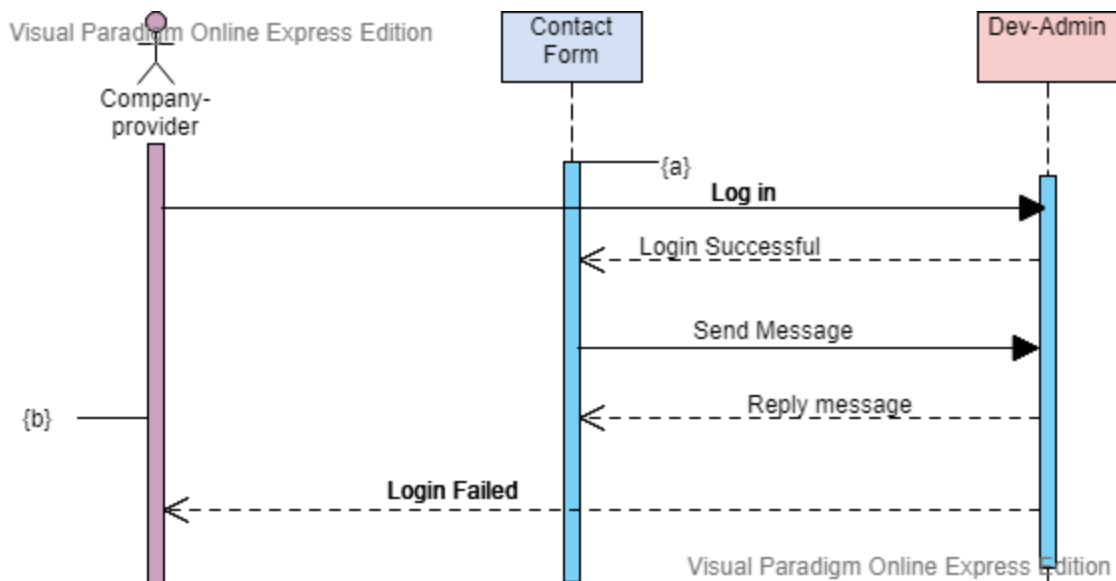 Visual Paradigm Online Express Edition
Contact
Form
Dev-Admin
Company-
provider
{a}
Log in
Login Successful
Send Message
Reply message
{b}
Login Failed
Visual Paradigm Online Express Edition